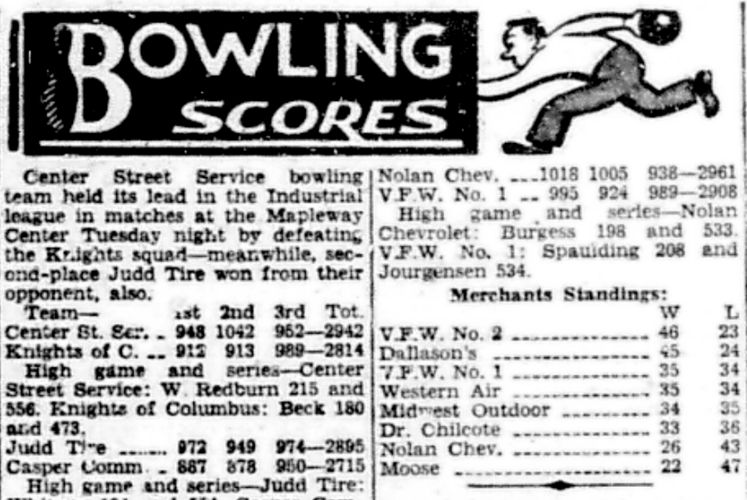 BOWLING
SCORES
Center Street Service bowling
team held its lead in the Industrial
league in matches at the Mapleway
Center Tuesday night by defeating
the Knights squad—meanwhile, sec-
ond-place Judd Tire won from their
opponent, also.
Team— 1st 2nd 3rd Tot.
Center St. Ser. - 948 1042 952—2942
Knights of C. -- 912 913 989—2814
High game and series—Center
Street Service: W. Redburn 215 and
556. Knights of Columbus: Beck 180
and 473.
Judd Tire ------- 972 949 974—2895
Casper Comm - 887 878 950—2715
High game and series—Judd Tire:
Nolan Chev. ---1018 1005 938—2961
V.F.W. No. 1 -- 995 924 989—2908
High game and series—Nolan
Chevrolet: Burgess 198 and 533.
V.F.W. No. 1: Spaulding 208 and
Jourgensen 534.
Merchants Standings:
W L
V.F.W. No. 2 ---------------- 46 23
Dallason's ------------------ 45 24
V.F.W. No. 1 ---------------- 35 34
Western Air ----------------- 35 34
Midwest Outdoor ---------- 34 35
Dr. Chilcote ---------------- 33 36
Nolan Chev. ---------------- 26 43
Moose ----------------------- 22 47